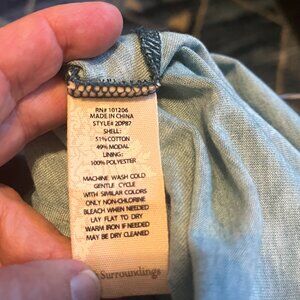 RN# 101206
MADE IN CHINA
STYLE# 2DP87
SHELL:
51% COTTON
49% MODAL
LINING:
100% POLYESTER
MACHINE WASH COLD
GENTLE CYCLE
WITH SIMILAR COLORS
ONLY NON-CHLORINE
BLEACH WHEN NEEDED
LAY FLAT TO DRY
WARM IRON IF NEEDED
MAY BE DRY CLEANED
Surroundings